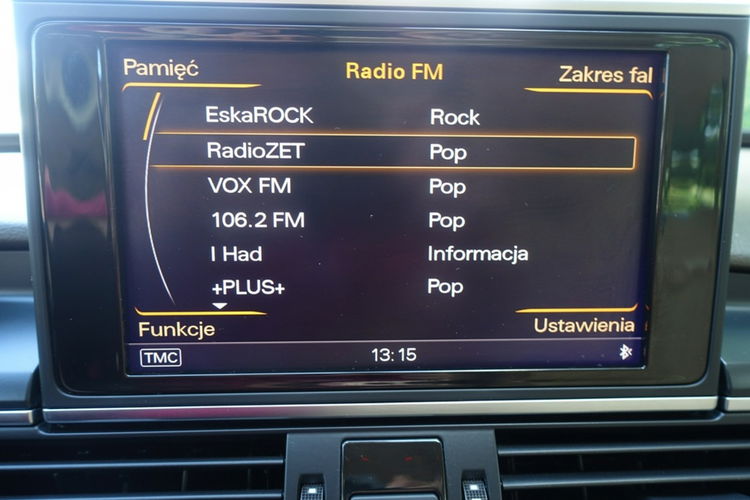 Pamięć Radio FM Zakres fal
EskaROCK Rock
RadioZET Pop
VOX FM Pop
106.2 FM Pop
I Had Informacja
+PLUS+ Pop
Funkcje Ustawienia
TMC 13:15